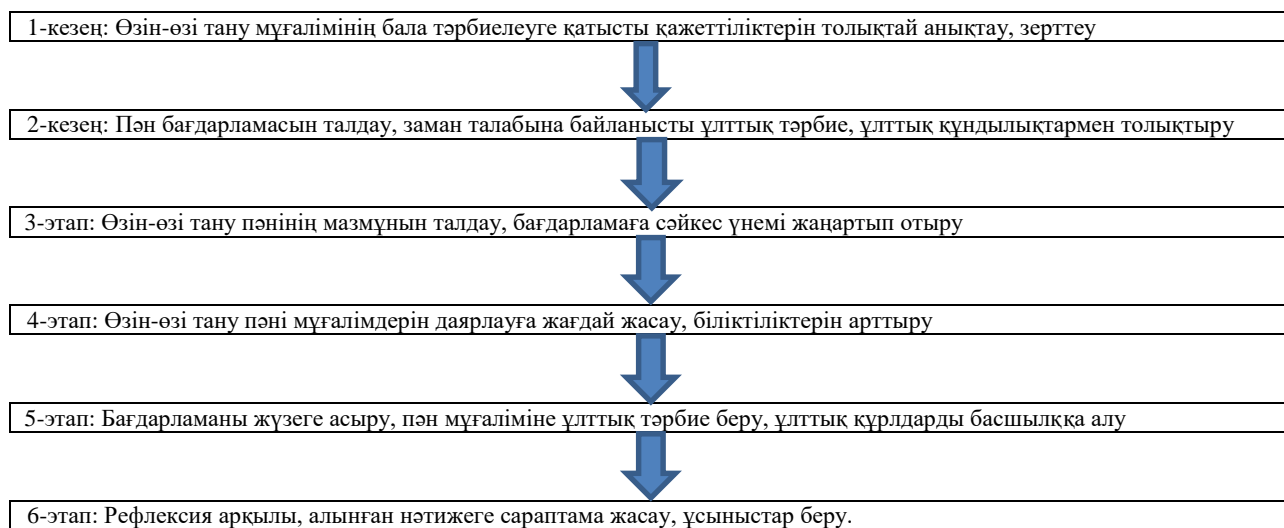 1-кезең: Өзін-өзі тану мұғалімінің бала тәрбиелеуге қатысты қажеттіліктерін толықтай анықтау, зерттеу
2-кезең: Пән бағдарламасын талдау, заман талабына байланысты ұлттық тәрбие, ұлттық құндылықтармен толықтыру
3-этап: Өзін-өзі тану пәнінің мазмұнын талдау, бағдарламаға сәйкес үнемі жаңартып отыру
4-этап: Өзін-өзі тану пәні мұғалімдерін даярлауға жағдай жасау, біліктіліктерін арттыру
5-этап: Бағдарламаны жүзеге асыру, пән мұғаліміне ұлттық тәрбие беру, ұлттық құрлдарды басшылққа алу
6-этап: Рефлексия арқылы, алынған нәтижеге сараптама жасау, ұсыныстар беру.